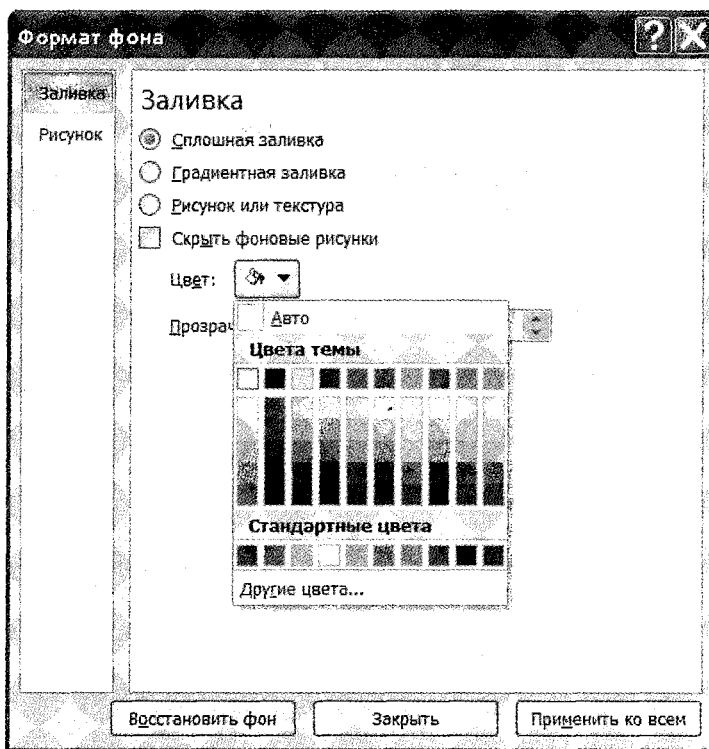 Формат фона
Заливка
Рисунок
Заливка
Сплошная заливка
Градиентная заливка
Рисунок или текстура
Скрыть фоновые рисунки
Цвет:
Авто
Прозрач
Цвета темы
Стандартные цвета
Другие цвета...
Восстановить фон
Закрыть
Применить ко всем